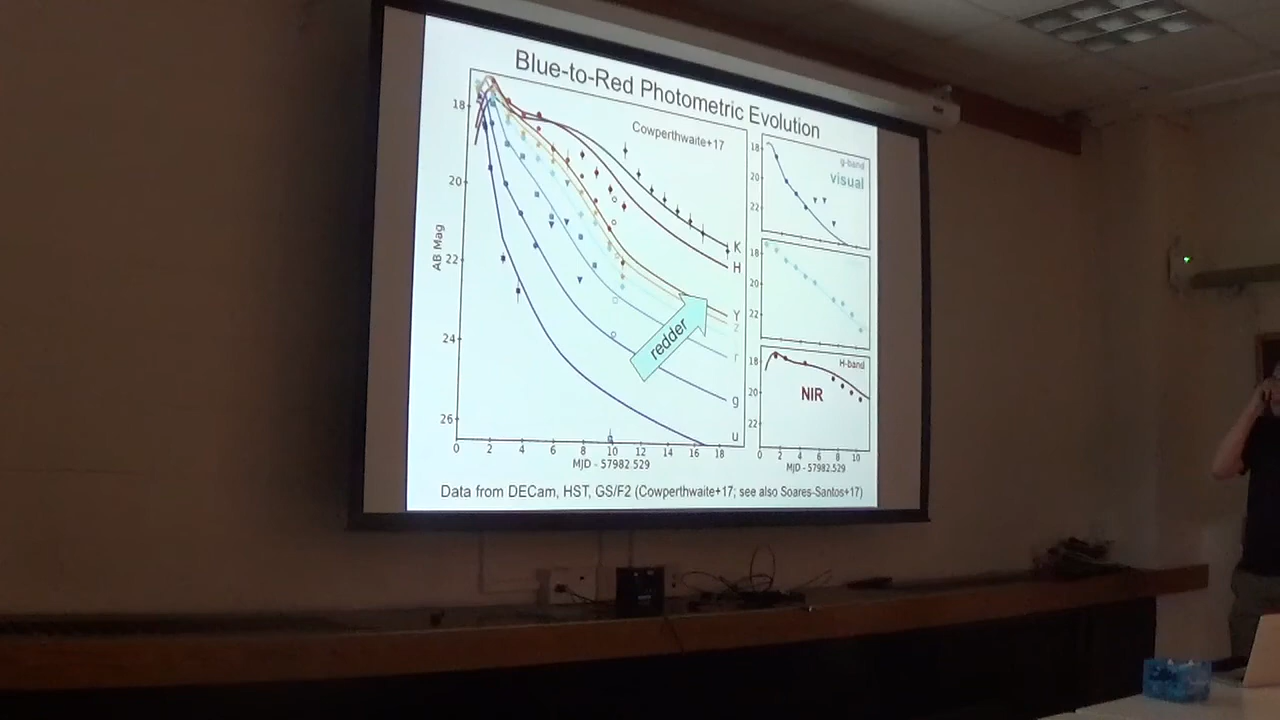 Blue-to-Red Photometric Evolution
Cowperthwaite+17
AB Mag
18
20
22
24
26
0 2 4 6 8 10 12 14 16 18
MJD - 57982.529
K
H
Y
z
r
g
u
redder
18
20
22
g-band
visual
18
20
22
18
20
22
H-band
NIR
0 2 4 6 8 10
MJD - 57982.529
Data from DECam, HST, GS/F2 (Cowperthwaite+17; see also Soares-Santos+17)